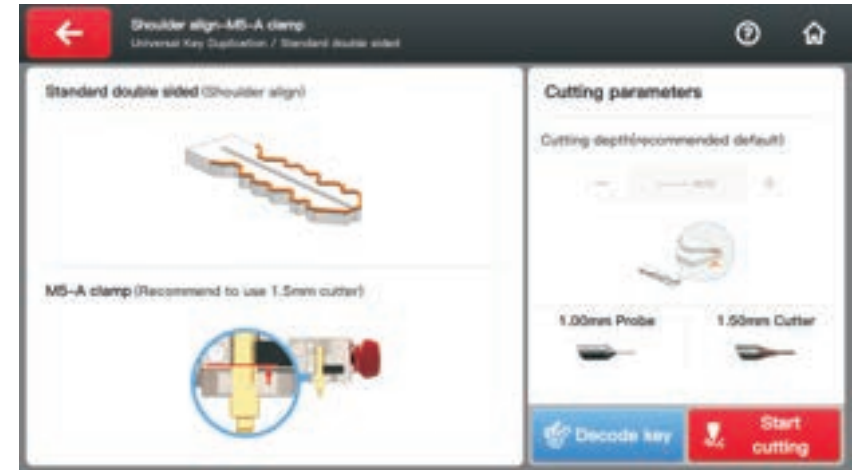 Shoulder align-M5-A clamp
Universal Key Duplication / Standard double sided
Standard double sided (Shoulder align)
M5-A clamp (Recommend to use 1.5mm cutter)
Cutting parameters
Cutting depth(recommended default)
1.00mm Probe
1.50mm Cutter
Decode key
Start
cutting